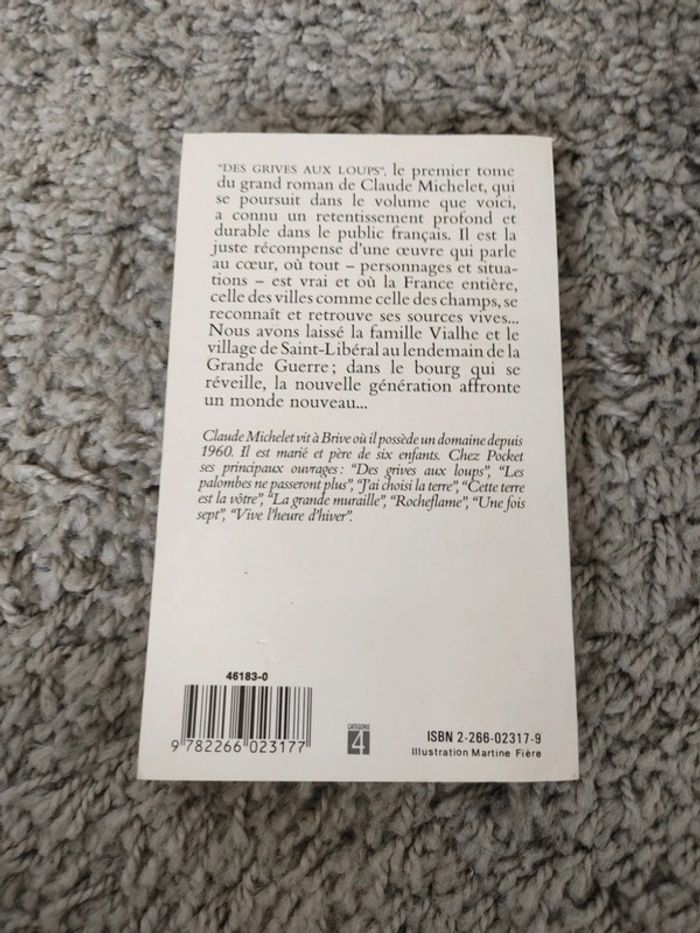 "DES GRIVES AUX LOUPS", le premier tome
du grand roman de Claude Michelet, qui
se poursuit dans le volume que voici,
a connu un retentissement profond et
durable dans le public français. Il est la
juste récompense d'une œuvre qui parle
au cœur, où tout – personnages et situa-
tions – est vrai et où la France entière,
celle des villes comme celle des champs, se
reconnaît et retrouve ses sources vives...
Nous avons laissé la famille Vialhe et le
village de Saint-Libéral au lendemain de la
Grande Guerre; dans le bourg qui se
réveille, la nouvelle génération affronte
un monde nouveau...
Claude Michelet vit à Brive où il possède un domaine depuis
1960. Il est marié et père de six enfants. Chez Pocket
ses principaux ouvrages : "Des grives aux loups", "Les
palombes ne passeront plus", "J'ai choisi la terre", "Cette terre
est la vôtre", "La grande muraille", "Rocheflame", "Une fois
sept", "Vive l'heure d'hiver".
46183-0
9 782266 023177
CATÉGORIE
4
ISBN 2-266-02317-9
Illustration Martine Fière